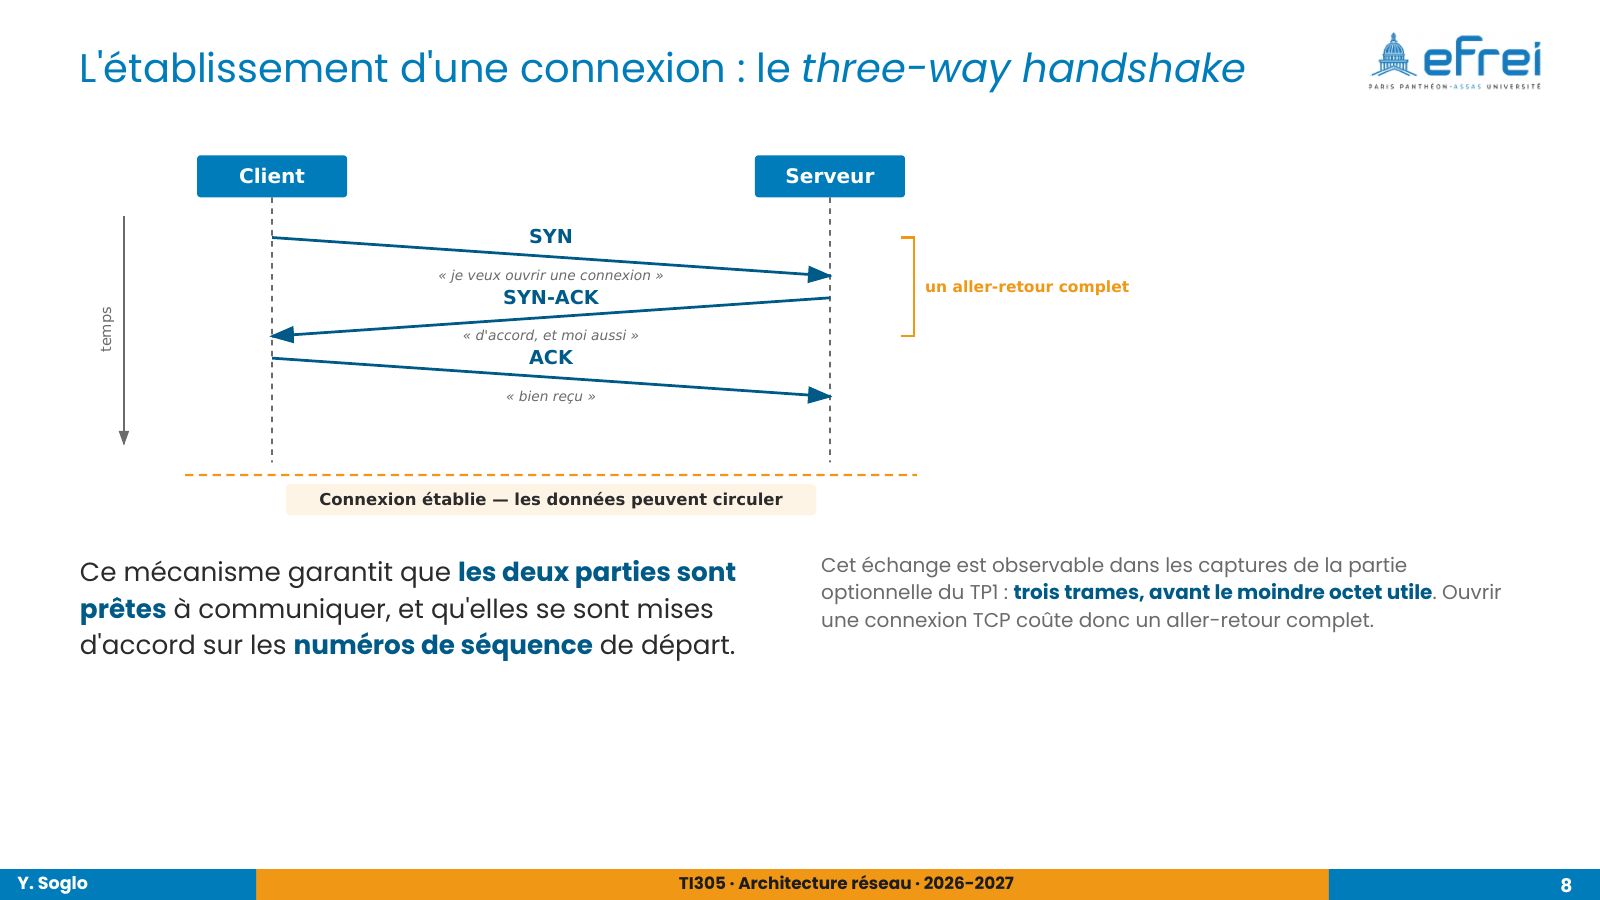 L'établissement d'une connexion : le three-way handshake
efrei
PARIS PANTHÉON-ASSAS UNIVERSITÉ
Client
Serveur
SYN
« je veux ouvrir une connexion »
un aller-retour complet
SYN-ACK
temps
« d'accord, et moi aussi »
ACK
« bien reçu »
Connexion établie — les données peuvent circuler
Ce mécanisme garantit que les deux parties sont
prêtes à communiquer, et qu'elles se sont mises
d'accord sur les numéros de séquence de départ.
Cet échange est observable dans les captures de la partie
optionnelle du TP1 : trois trames, avant le moindre octet utile. Ouvrir
une connexion TCP coûte donc un aller-retour complet.
Y. Soglo
TI305 · Architecture réseau · 2026-2027
8